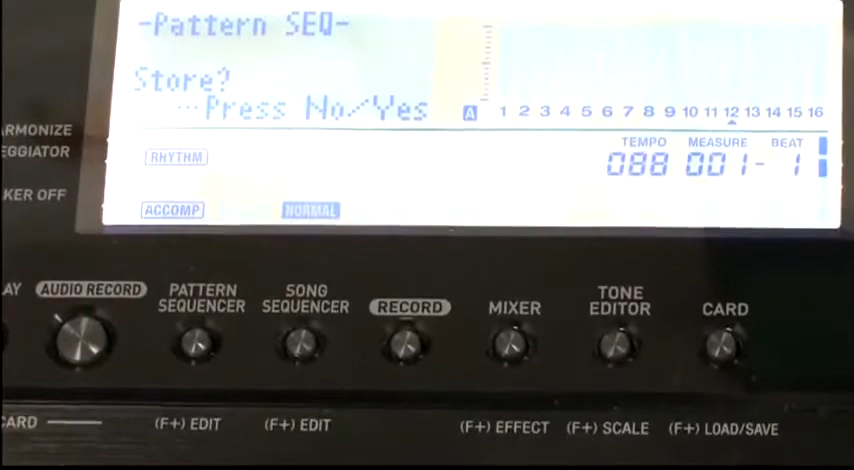 -Pattern SEQ-
Store?
...Press No/Yes
A 1 2 3 4 5 6 7 8 9 10 11 12 13 14 15 16
TEMPO MEASURE BEAT
RHYTHM 088 001- 1
ACCOMP NORMAL
ARMONIZE
EGGIATOR
KER OFF
AY AUDIO RECORD PATTERN SEQUENCER SONG SEQUENCER RECORD MIXER TONE EDITOR CARD
CARD (F+) EDIT (F+) EDIT (F+) EFFECT (F+) SCALE (F+) LOAD/SAVE